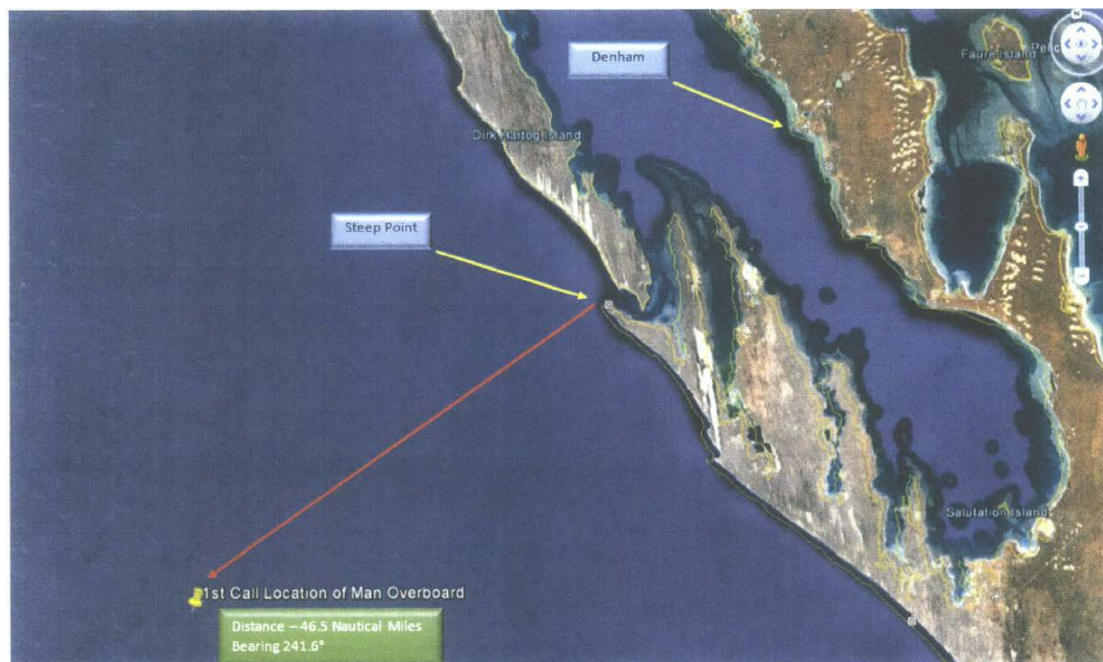 Denham
Faure Island
Dirk Hartog Island
Steep Point
Salutation Island
1st Call Location of Man Overboard
Distance – 46.5 Nautical Miles
Bearing 241.6°